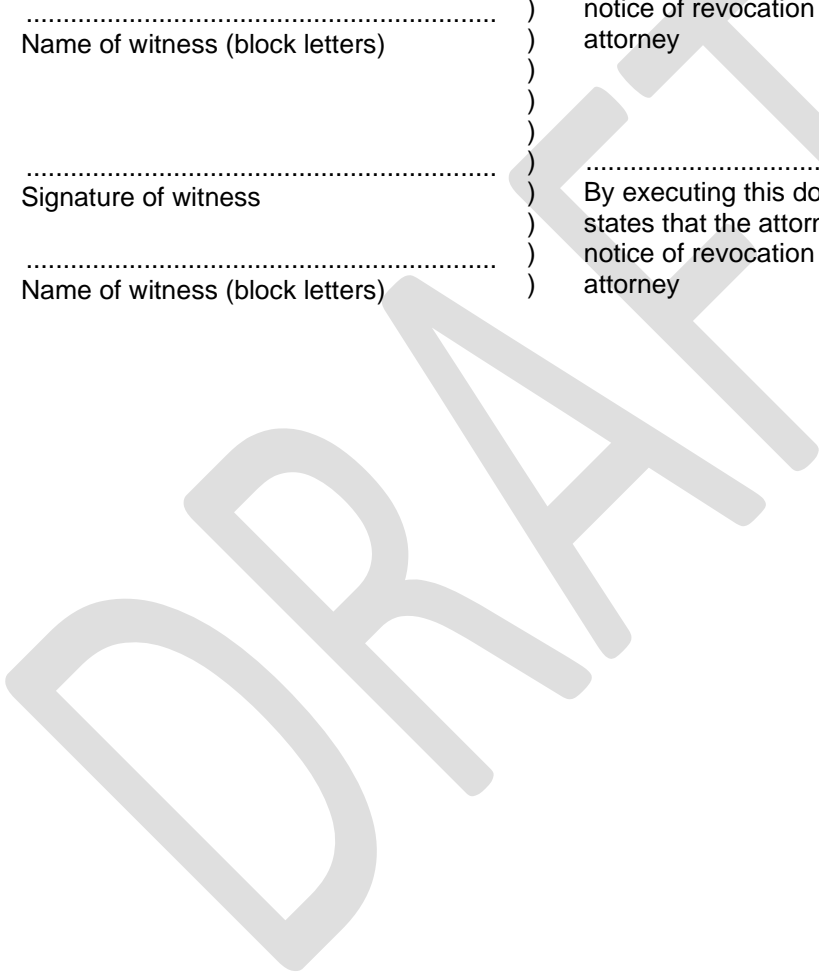 .................................................................. ) notice of revocation
Name of witness (block letters) ) attorney
)
)
)
.................................................................. ) .................................
Signature of witness ) By executing this do
) states that the attorn
.................................................................. ) notice of revocation
Name of witness (block letters) ) attorney
DRAFT